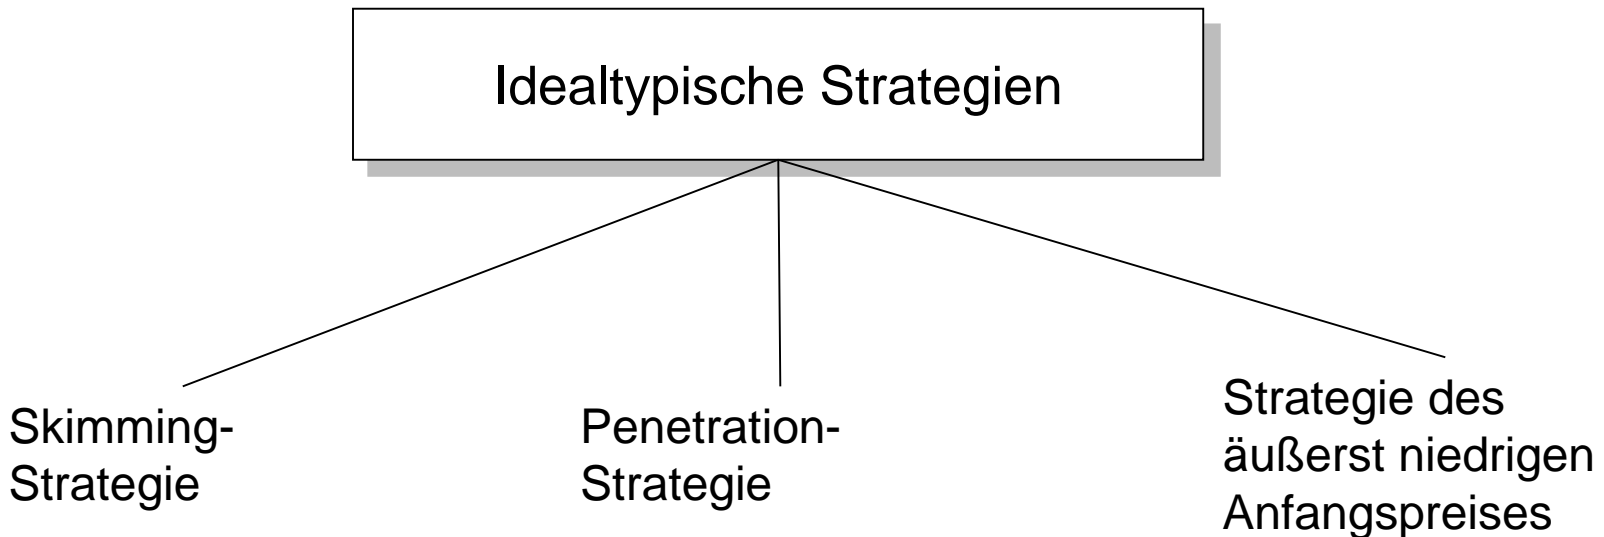 Idealtypische Strategien
Skimming-
Strategie
Penetration-
Strategie
Strategie des
äußerst niedrigen
Anfangspreises